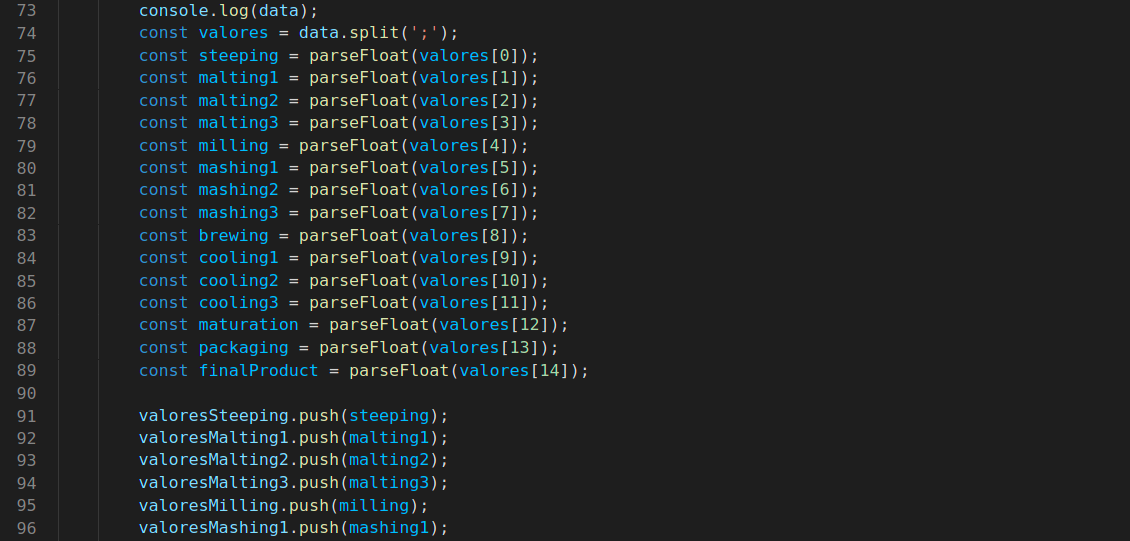 73 console.log(data);
74 const valores = data.split(';');
75 const steeping = parseFloat(valores[0]);
76 const malting1 = parseFloat(valores[1]);
77 const malting2 = parseFloat(valores[2]);
78 const malting3 = parseFloat(valores[3]);
79 const milling = parseFloat(valores[4]);
80 const mashing1 = parseFloat(valores[5]);
81 const mashing2 = parseFloat(valores[6]);
82 const mashing3 = parseFloat(valores[7]);
83 const brewing = parseFloat(valores[8]);
84 const cooling1 = parseFloat(valores[9]);
85 const cooling2 = parseFloat(valores[10]);
86 const cooling3 = parseFloat(valores[11]);
87 const maturation = parseFloat(valores[12]);
88 const packaging = parseFloat(valores[13]);
89 const finalProduct = parseFloat(valores[14]);
90
91 valoresSteeping.push(steeping);
92 valoresMalting1.push(malting1);
93 valoresMalting2.push(malting2);
94 valoresMalting3.push(malting3);
95 valoresMilling.push(milling);
96 valoresMashing1.push(mashing1);